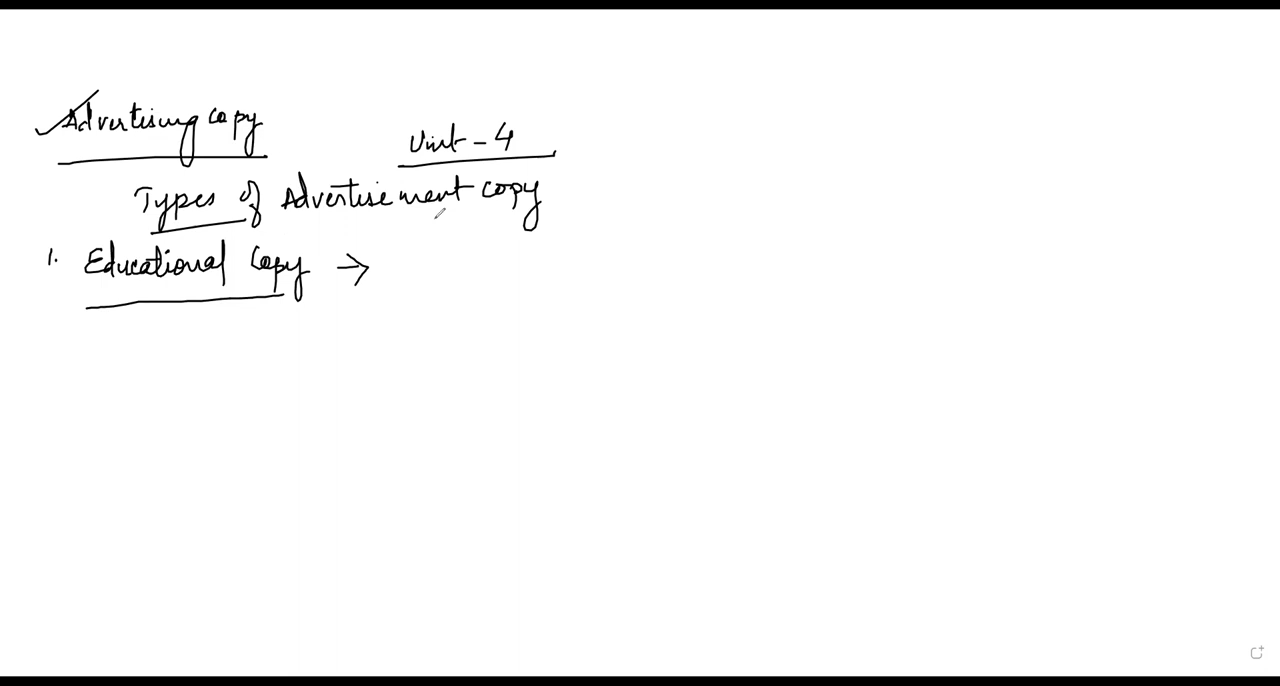 Advertising copy
Unit - 4
Types of Advertisement copy
1. Educational Copy →